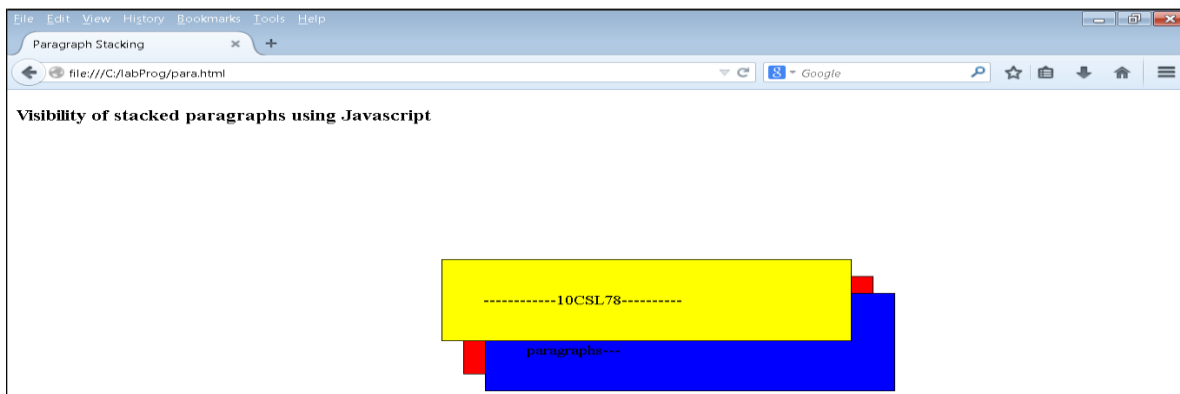 File Edit View History Bookmarks Tools Help
Paragraph Stacking × +
file:///C:/labProg/para.html 8 Google
Visibility of stacked paragraphs using Javascript
------------10CSL78----------
paragraphs---